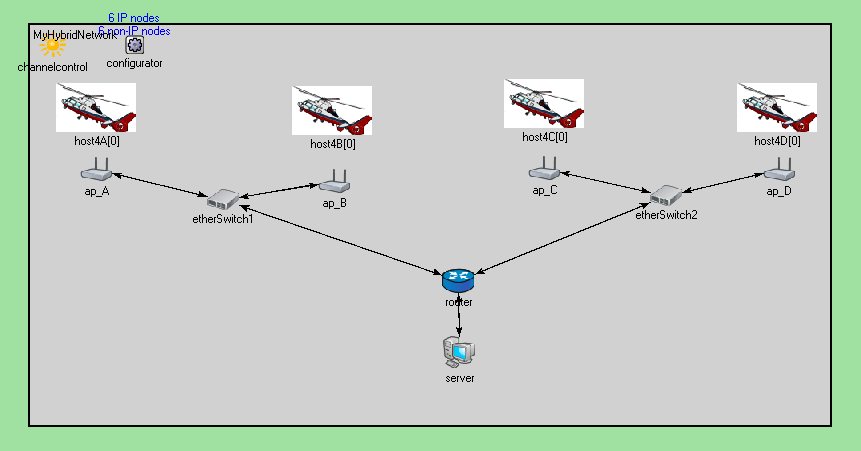 6 IP nodes
6 non-IP nodes
MyHybridNetwork
channelcontrol
configurator
host4A[0]
host4B[0]
host4C[0]
host4D[0]
ap_A
ap_B
ap_C
ap_D
etherSwitch1
etherSwitch2
router
server